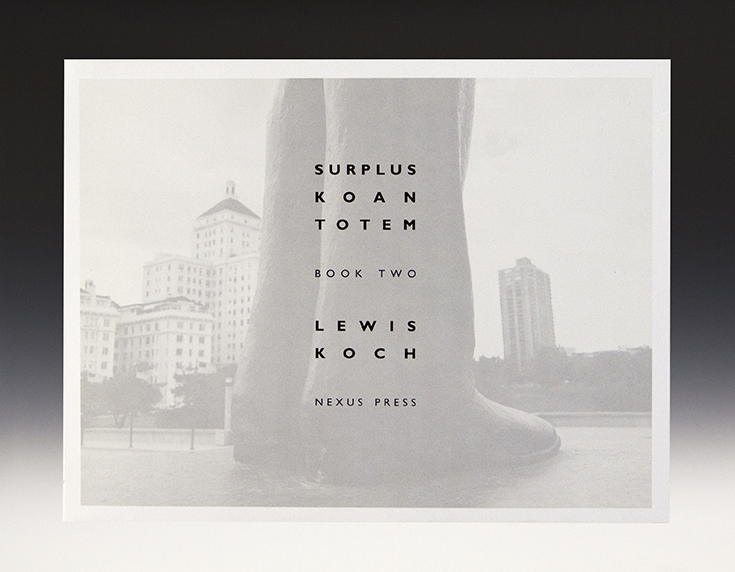 SURPLUS
KOAN
TOTEM
BOOK TWO
LEWIS
KOCH
NEXUS PRESS